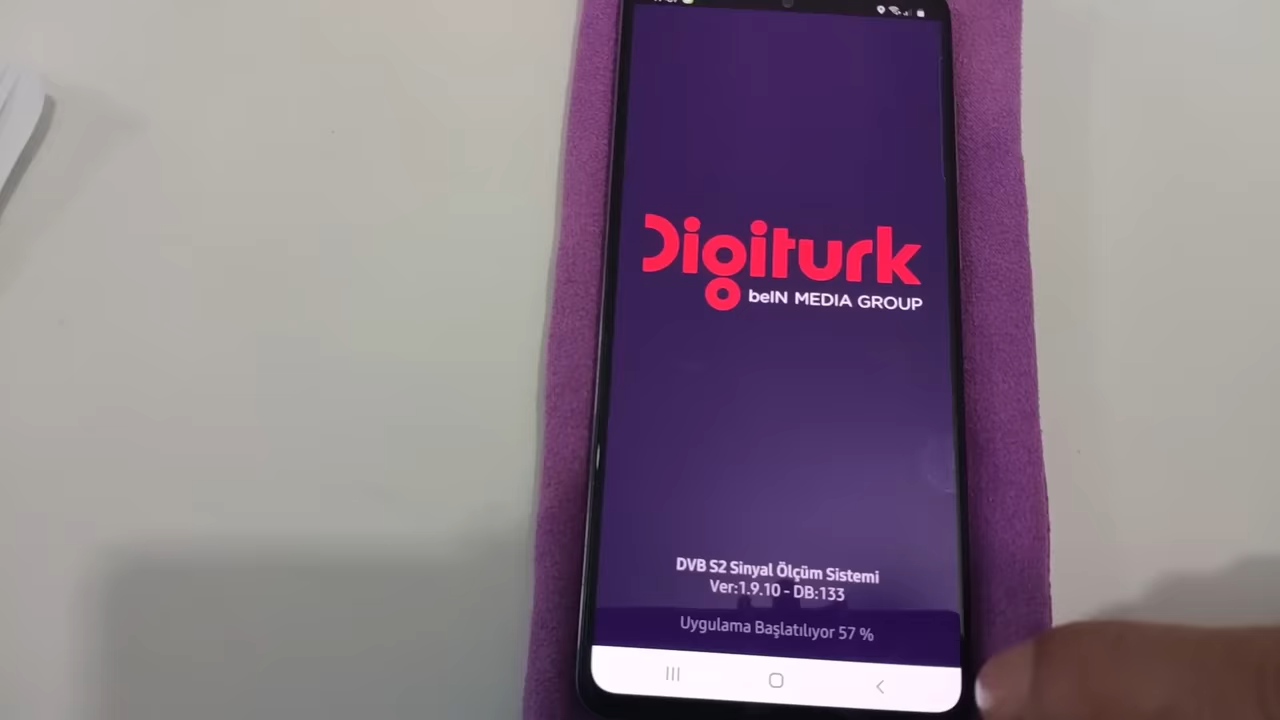 Digiturk
beIN MEDIA GROUP
DVB S2 Sinyal Ölçüm Sistemi
Ver:1.9.10 - DB:133
Uygulama Başlatılıyor 57 %